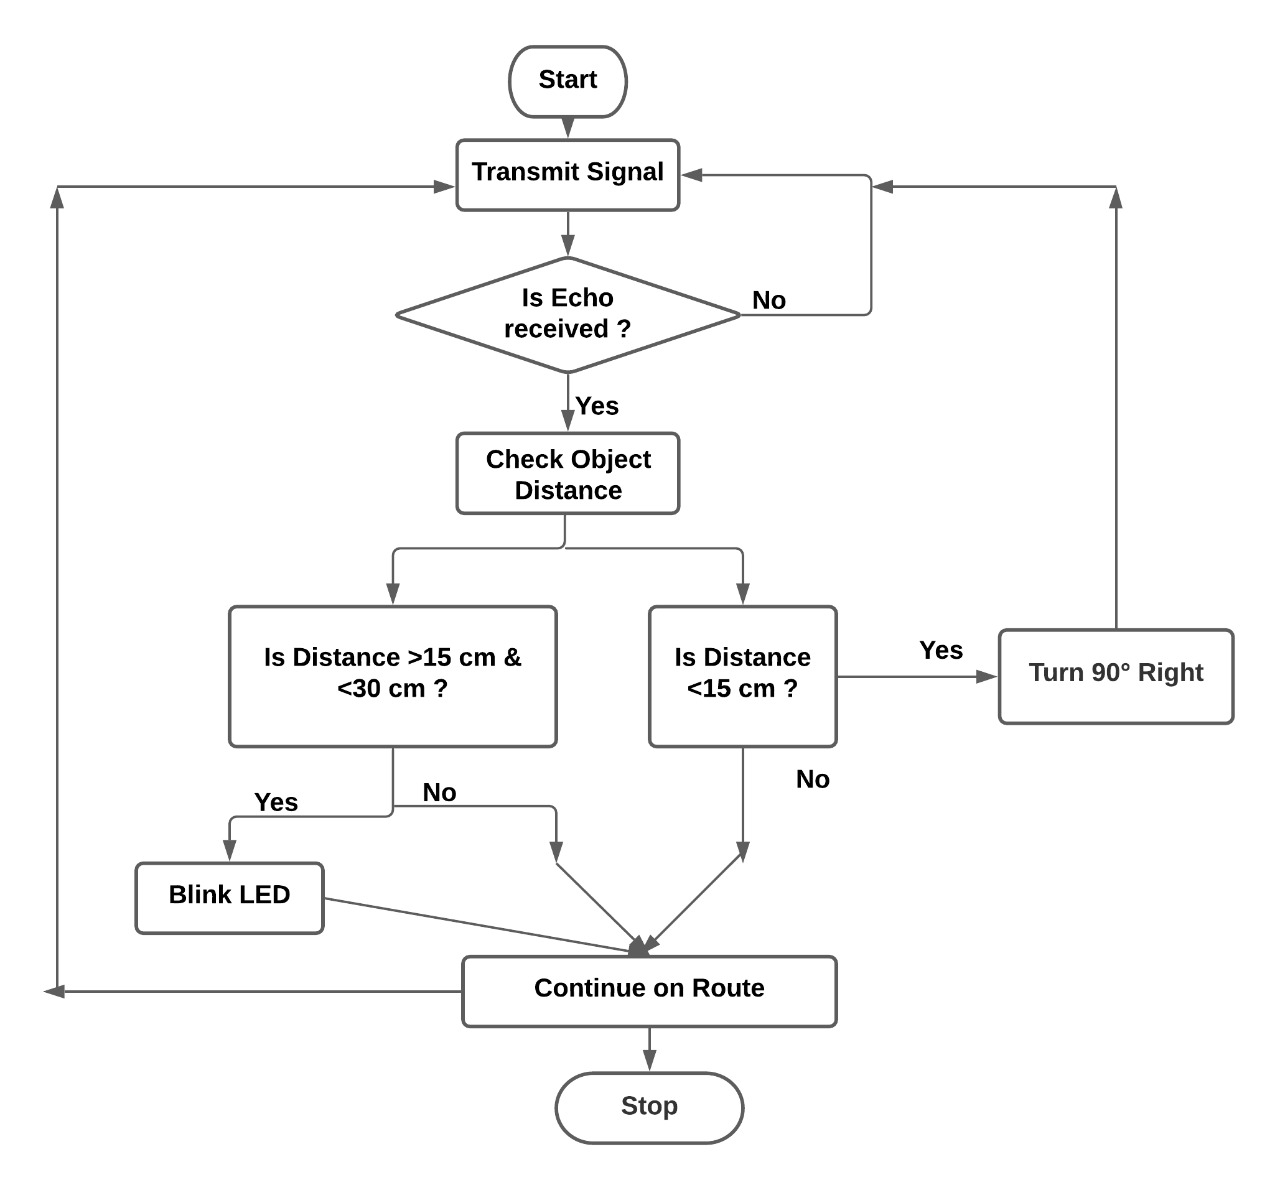 Start
Transmit Signal
Is Echo
received ?
No
Yes
Check Object
Distance
Is Distance >15 cm &
<30 cm ?
Is Distance
<15 cm ?
Yes
Turn 90° Right
No
Yes
No
Blink LED
Continue on Route
Stop